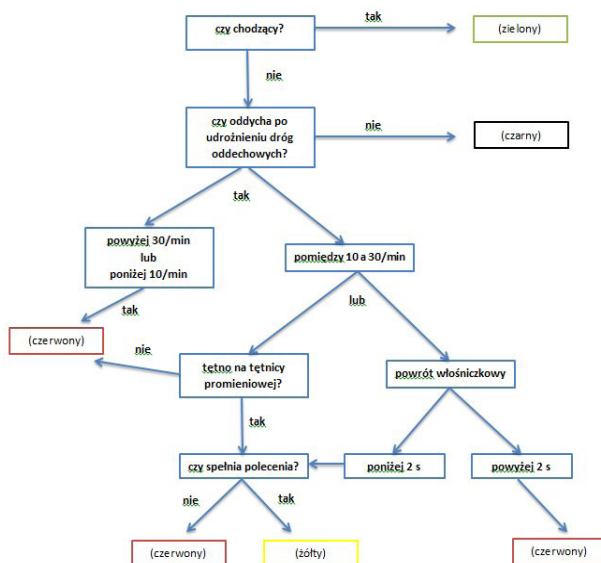 czy chodzący?
tak
(zielony)
nie
czy oddycha po
udrożnieniu dróg
oddechowych?
nie
(czarny)
tak
powyżej 30/min
lub
poniżej 10/min
pomiędzy 10 a 30/min
tak
lub
(czerwony)
nie
tętno na tętnicy
promieniowej?
powrót włośniczkowy
tak
czy spełnia polecenia?
poniżej 2 s
powyżej 2 s
nie
tak
(czerwony)
(żółty)
(czerwony)